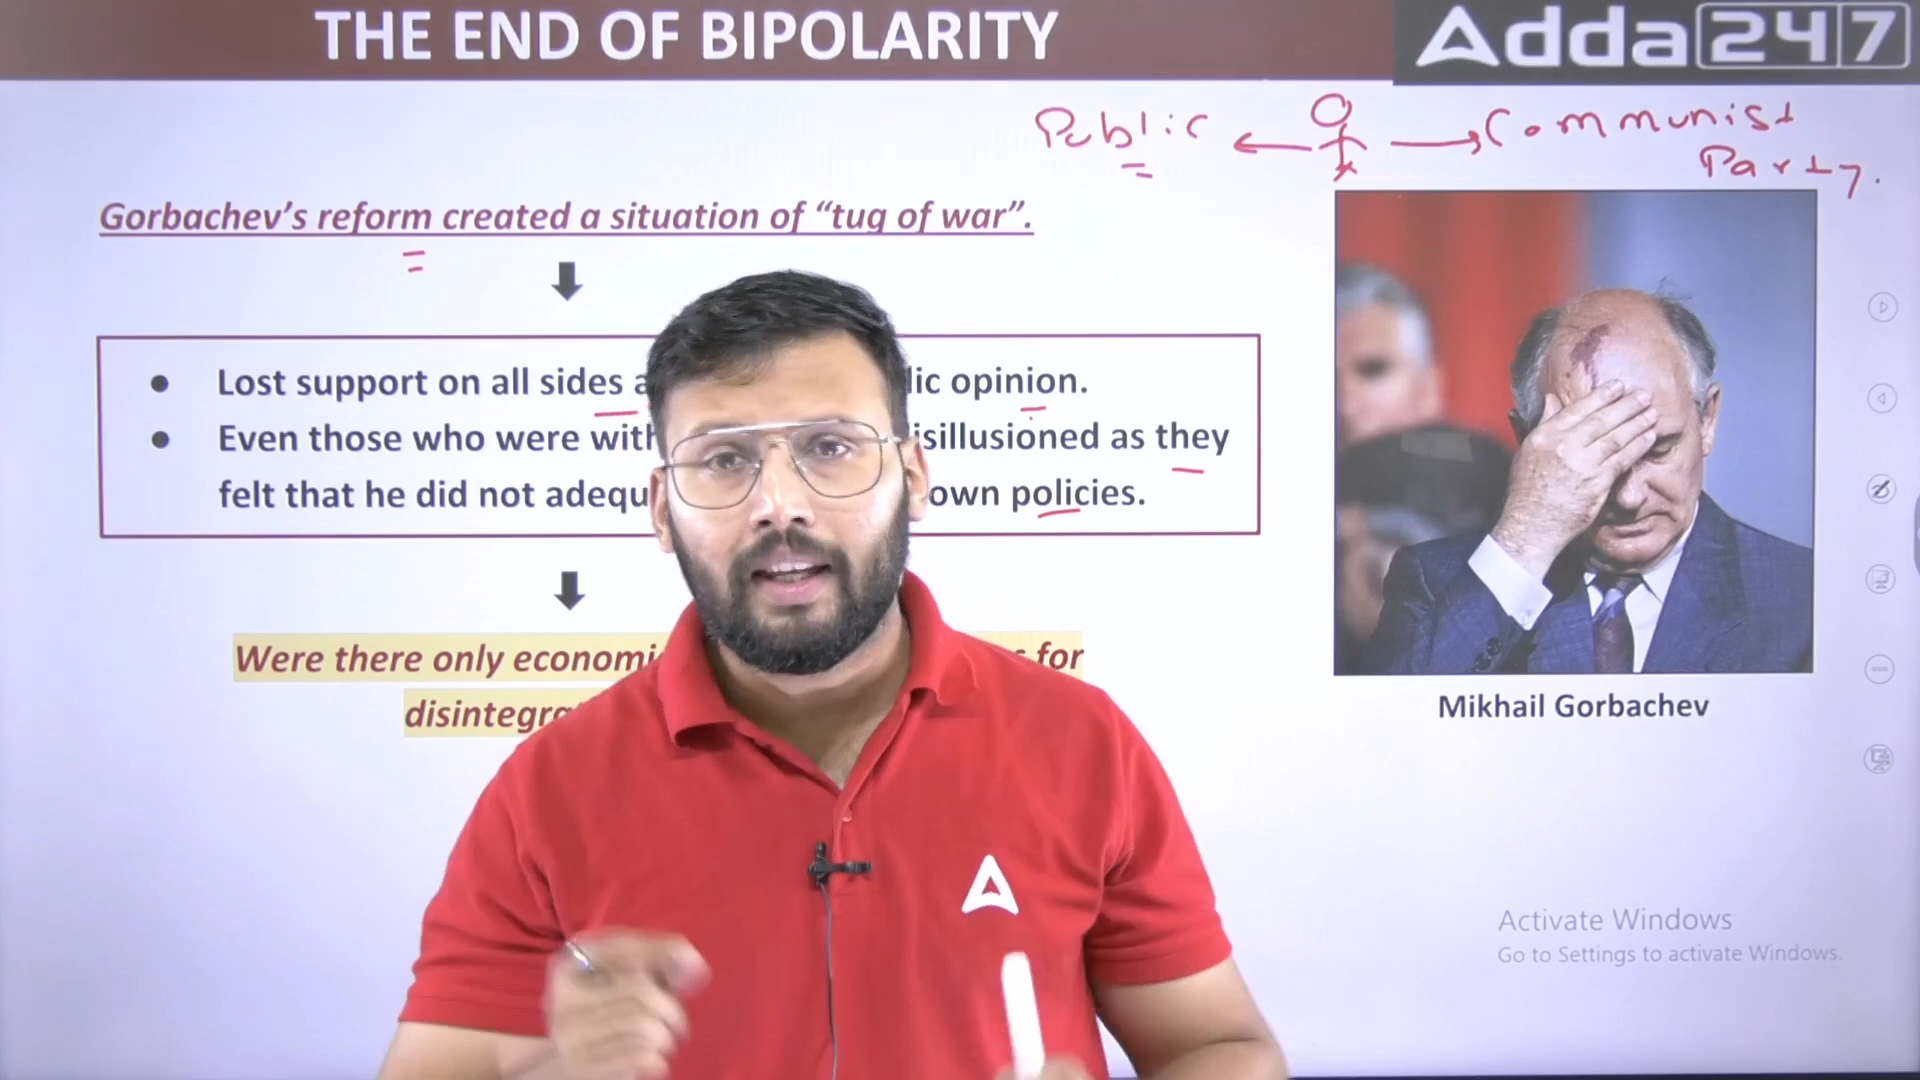 THE END OF BIPOLARITY
Adda247
Public
Communist
Party.
Gorbachev's reform created a situation of “tug of war”.
● Lost support on all sides lic opinion.
● Even those who were with isillusioned as they
felt that he did not adequ own policies.
Were there only economi for
disintegra
Mikhail Gorbachev
Activate Windows
Go to Settings to activate Windows.